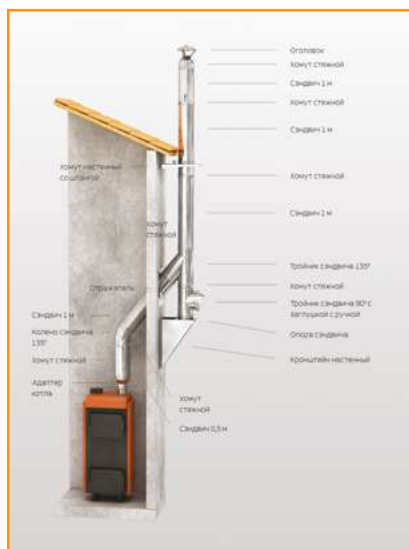 Оголовок
Хомут стяжной
Сэндвич 1 м
Хомут стяжной
Сэндвич 1 м
Хомут настенный
со штангой
Хомут стяжной
Сэндвич 1 м
Хомут
стяжной
Тройник сэндвича 135°
Хомут стяжной
Отражатель
Тройник сэндвича 90° с
заглушкой с ручкой
Сэндвич 1 м
Колено сэндвича
135°
Опора сэндвича
Хомут стяжной
Кронштейн настенный
Адаптер
котла
Хомут
стяжной
Сэндвич 0,5 м